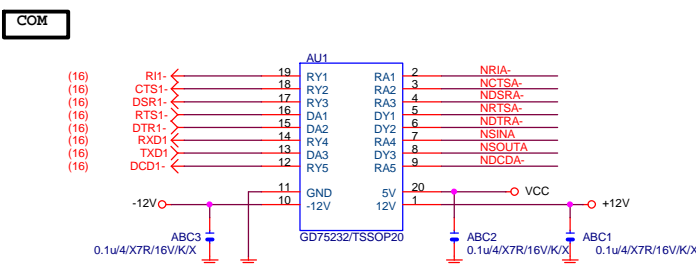 COM
AU1
(16) RI1- 19 RY1 RA1 2 NRIA-
(16) CTS1- 18 RY2 RA2 3 NCTSA-
(16) DSR1- 17 RY3 RA3 4 NDSRA-
(16) RTS1- 16 DA1 DY1 5 NRTSA-
(16) DTR1- 15 DA2 DY2 6 NDTRA-
(16) RXD1 14 RY4 RA4 7 NSINA
(16) TXD1 13 DA3 DY3 8 NSOUTA
(16) DCD1- 12 RY5 RA5 9 NDCDA-
11 GND 5V 20 VCC
-12V 10 -12V 12V 1 +12V
GD75232/TSSOP20
ABC3 ABC2 ABC1
0.1u/4/X7R/16V/K/X 0.1u/4/X7R/16V/K/X 0.1u/4/X7R/16V/K/X